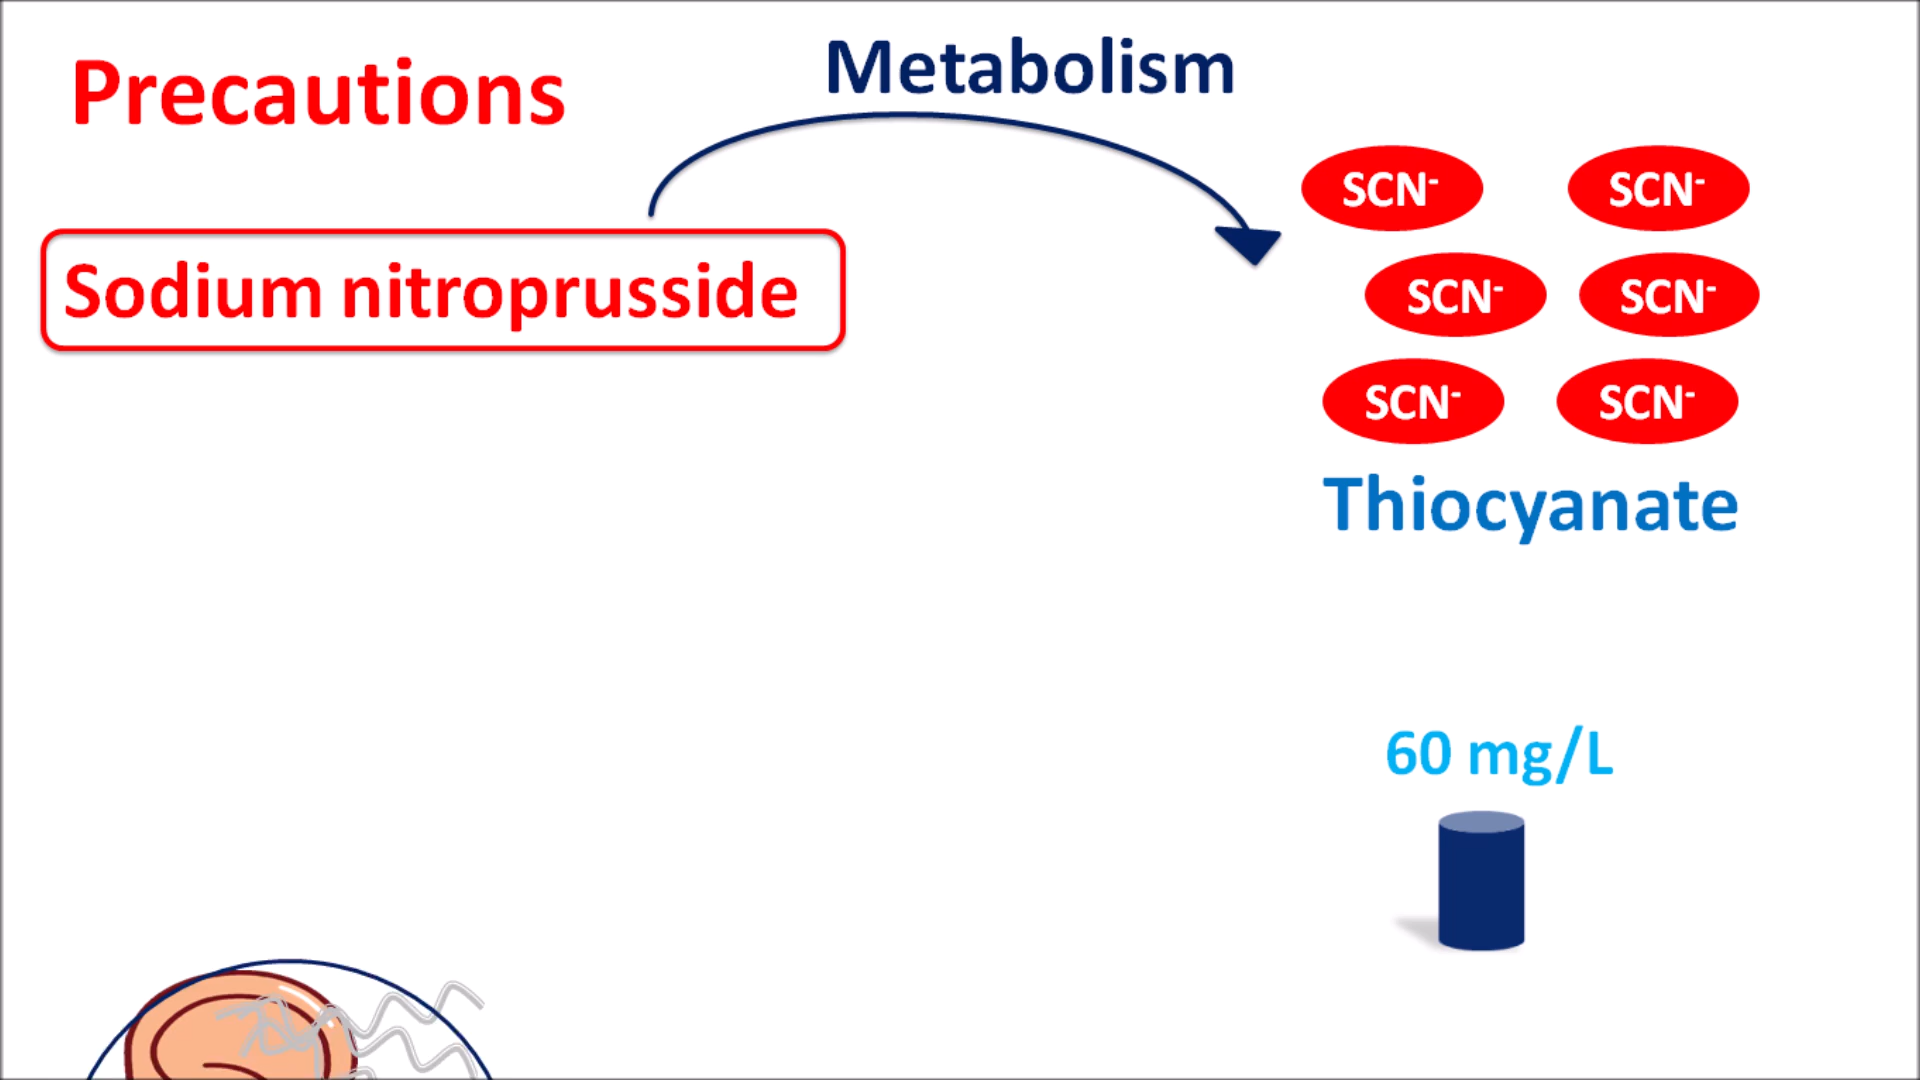 Precautions
Metabolism
Sodium nitroprusside
SCN-
SCN-
SCN-
SCN-
SCN-
SCN-
Thiocyanate
60 mg/L